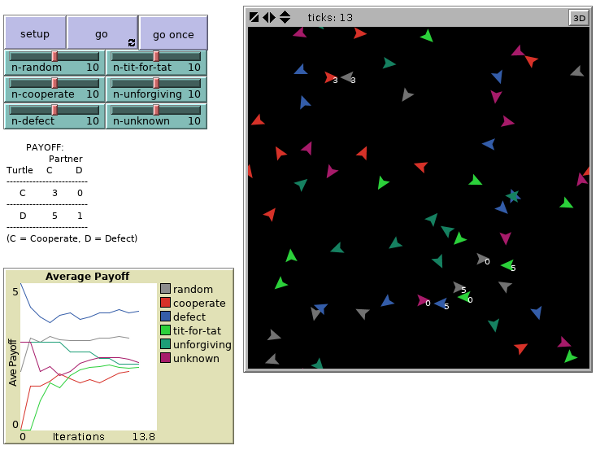 setup go go once
n-random 10 n-tit-for-tat 10
n-cooperate 10 n-unforgiving 10
n-defect 10 n-unknown 10
PAYOFF:
Partner
Turtle C D
----------------------------
C 3 0
----------------------------
D 5 1
----------------------------
(C = Cooperate, D = Defect)
Average Payoff
5
Ave Payoff
0
0 Iterations 13.8
random
cooperate
defect
tit-for-tat
unforgiving
unknown
ticks: 13 3D
3 3
0
5
5
0
0 5